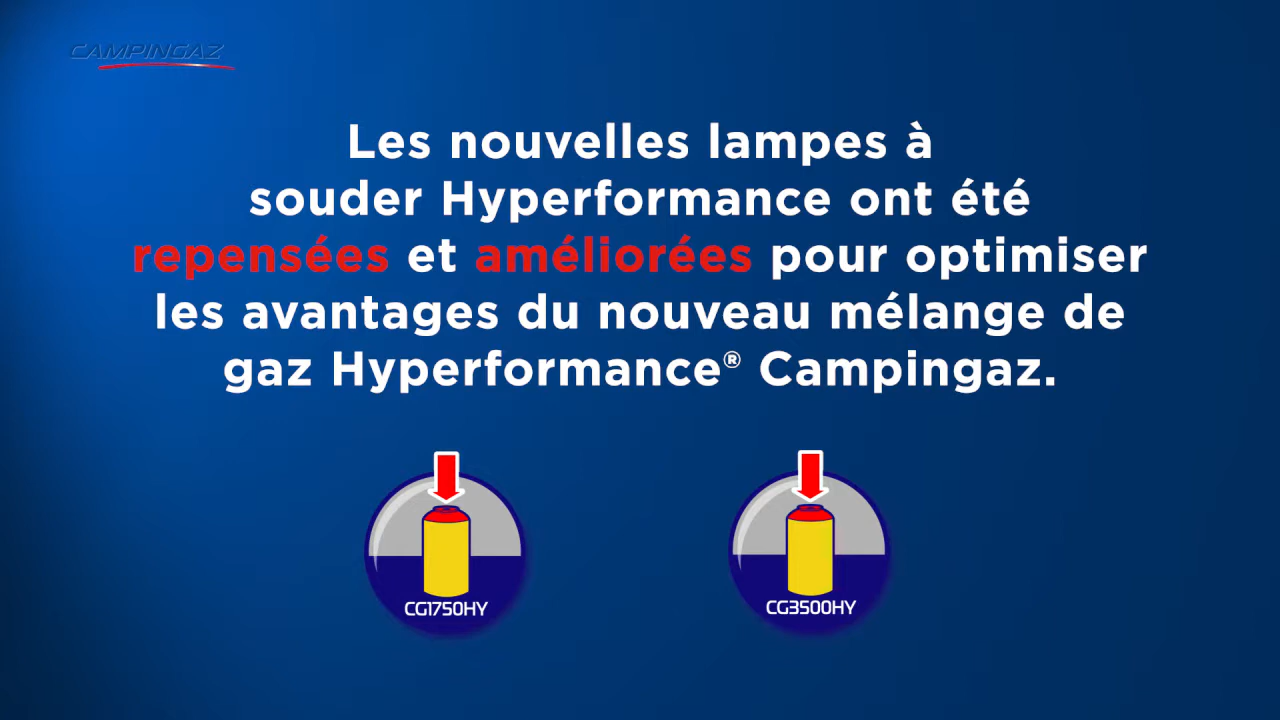 CAMPINGAZ
Les nouvelles lampes à
souder Hyperformance ont été
repensées et améliorées pour optimiser
les avantages du nouveau mélange de
gaz Hyperformance® Campingaz.
CG1750HY
CG3500HY